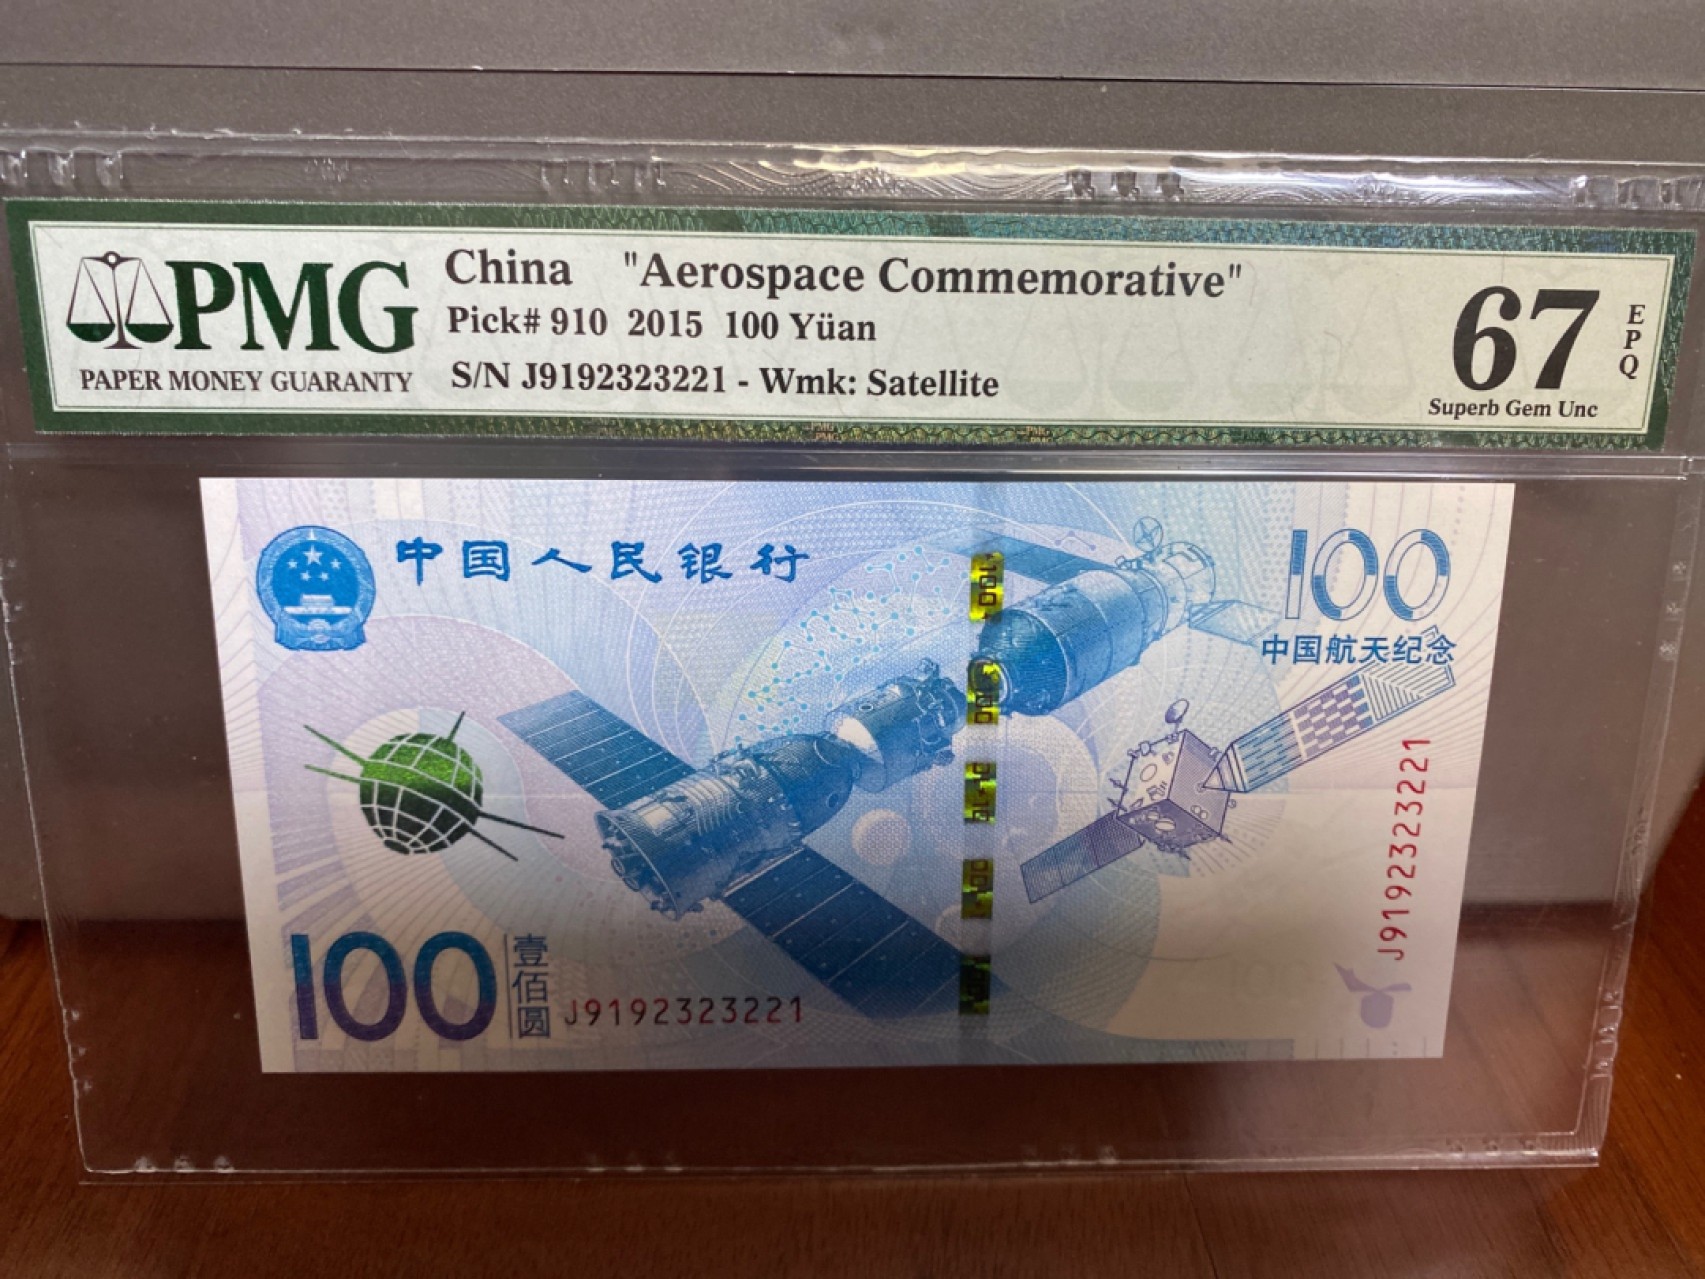 PMG
PAPER MONEY GUARANTY
China "Aerospace Commemorative"
Pick# 910 2015 100 Yüan
S/N J9192323221 - Wmk: Satellite
67
EPQ
Superb Gem Unc
中国人民银行
100
中国航天纪念
100
壹佰圆
J9192323221
J9192323221